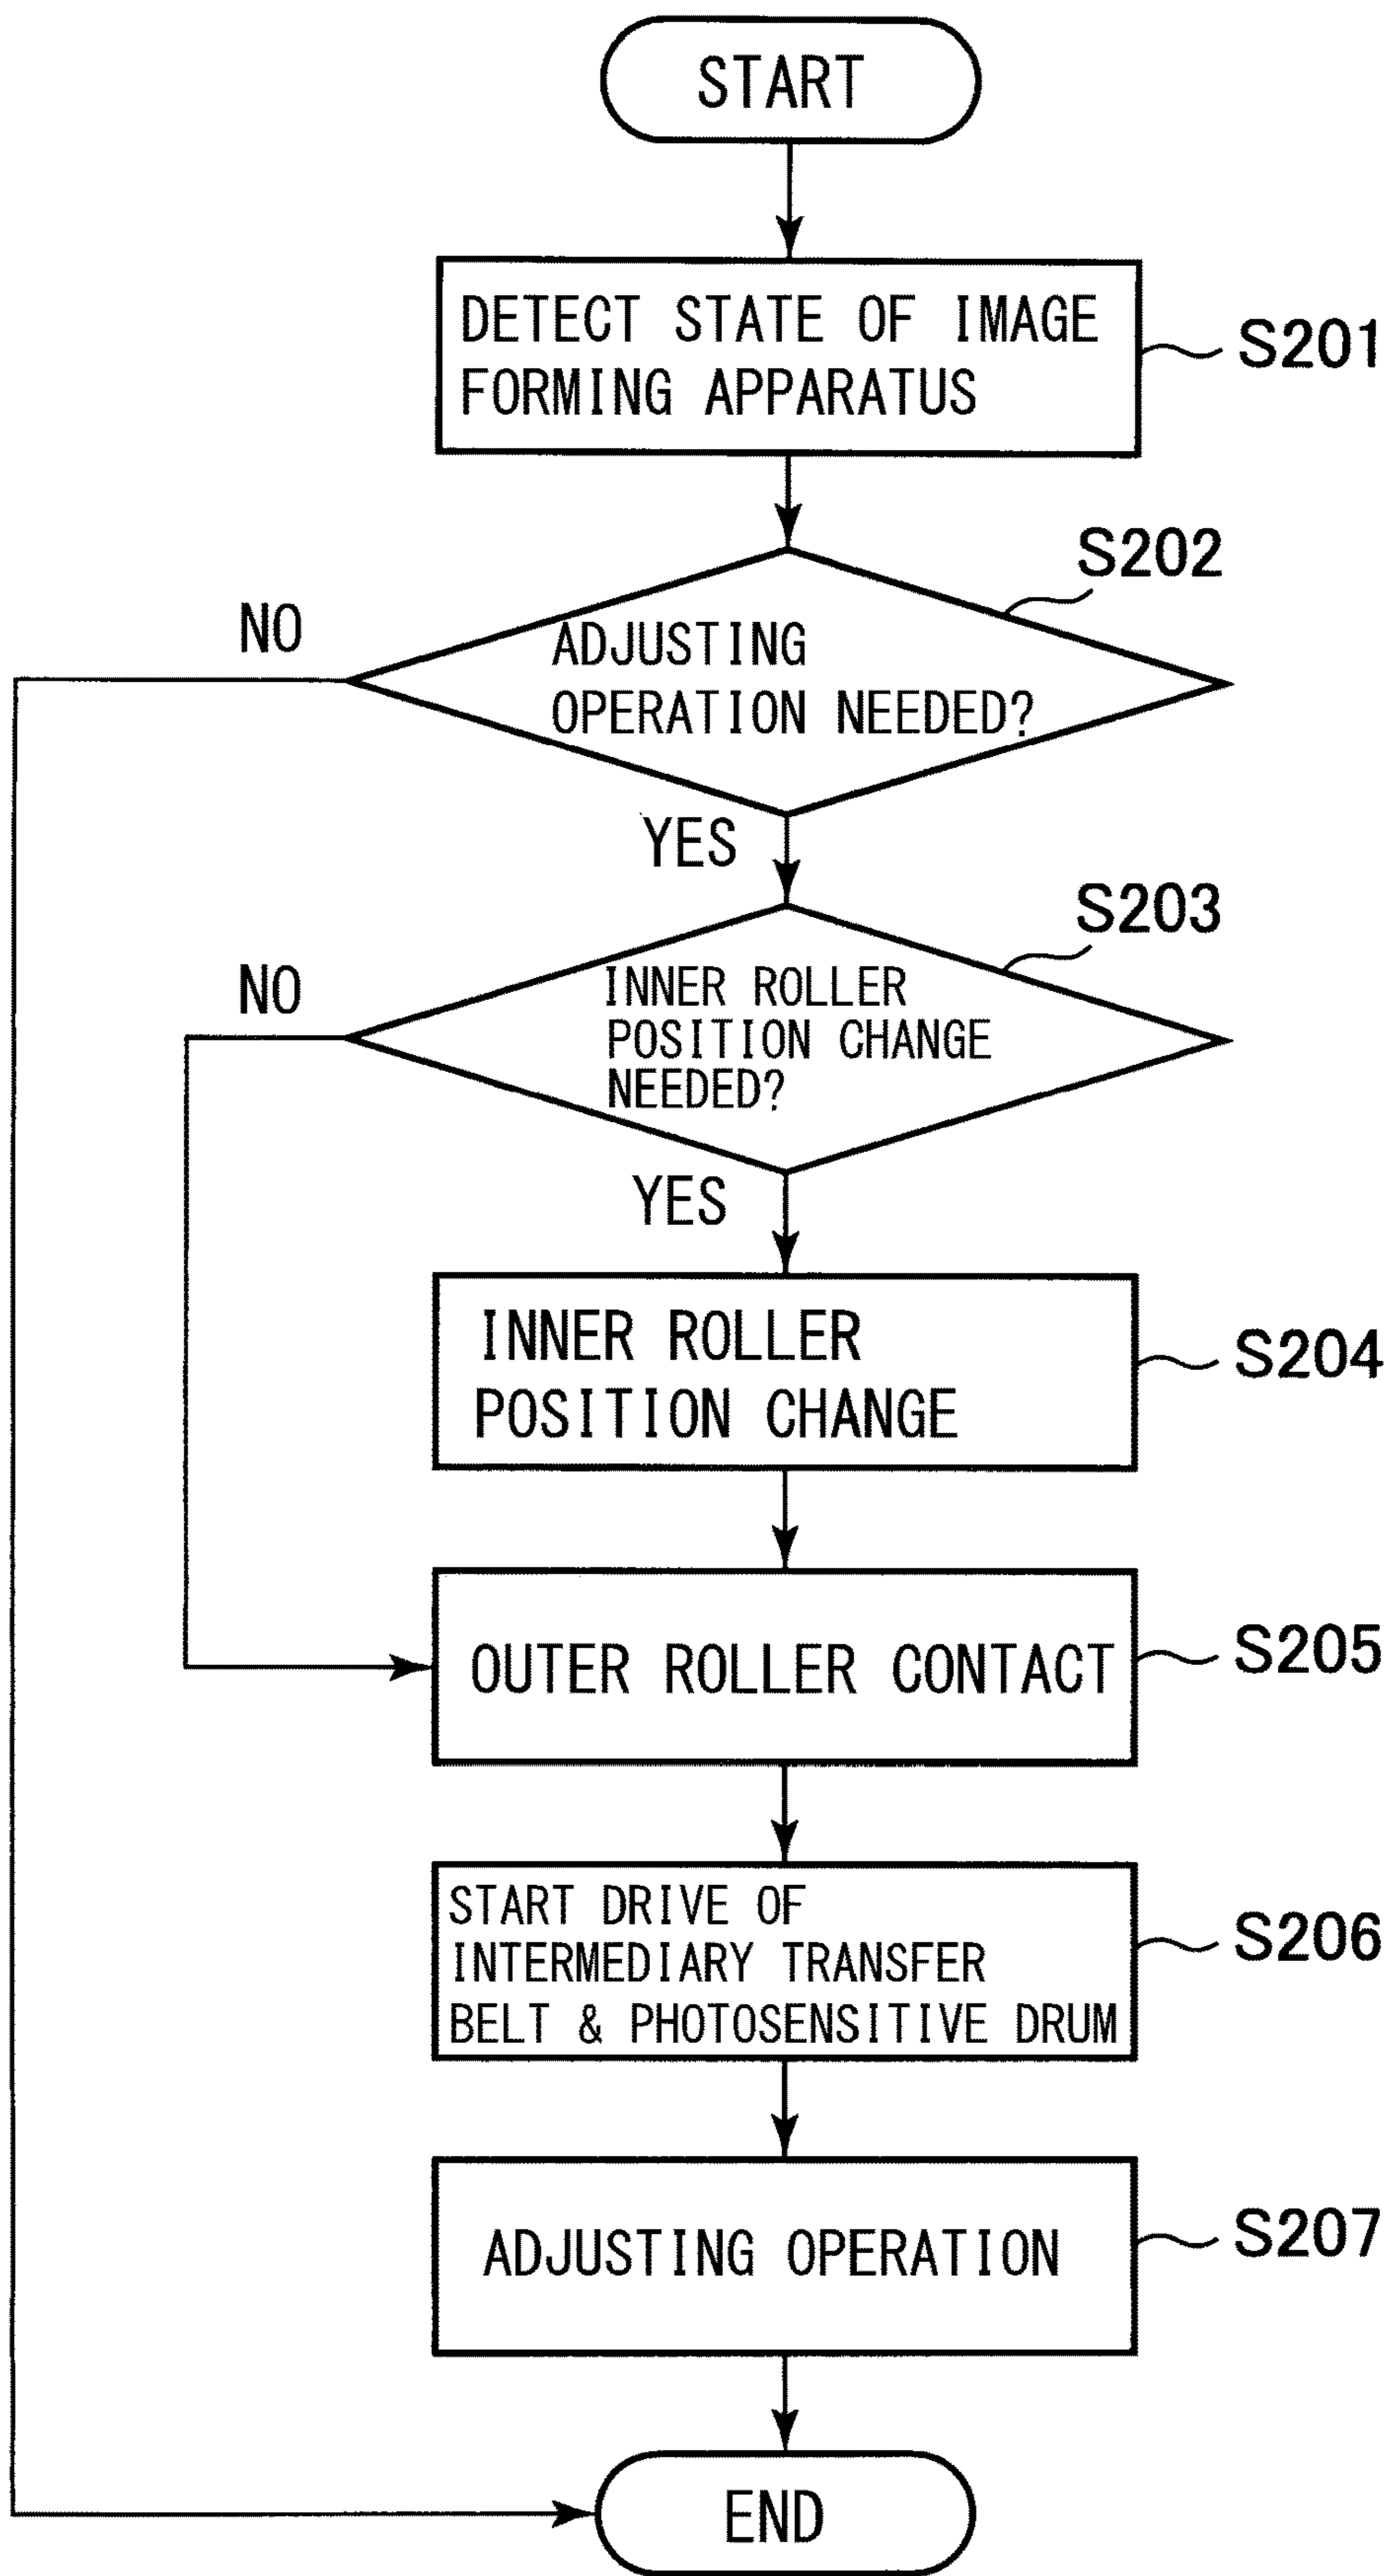 START
DETECT STATE OF IMAGE
FORMING APPARATUS
S201
S202
NO
ADJUSTING
OPERATION NEEDED?
YES
S203
NO
INNER ROLLER
POSITION CHANGE
NEEDED?
YES
INNER ROLLER
POSITION CHANGE
S204
OUTER ROLLER CONTACT
S205
START DRIVE OF
INTERMEDIARY TRANSFER
BELT & PHOTOSENSITIVE DRUM
S206
ADJUSTING OPERATION
S207
END